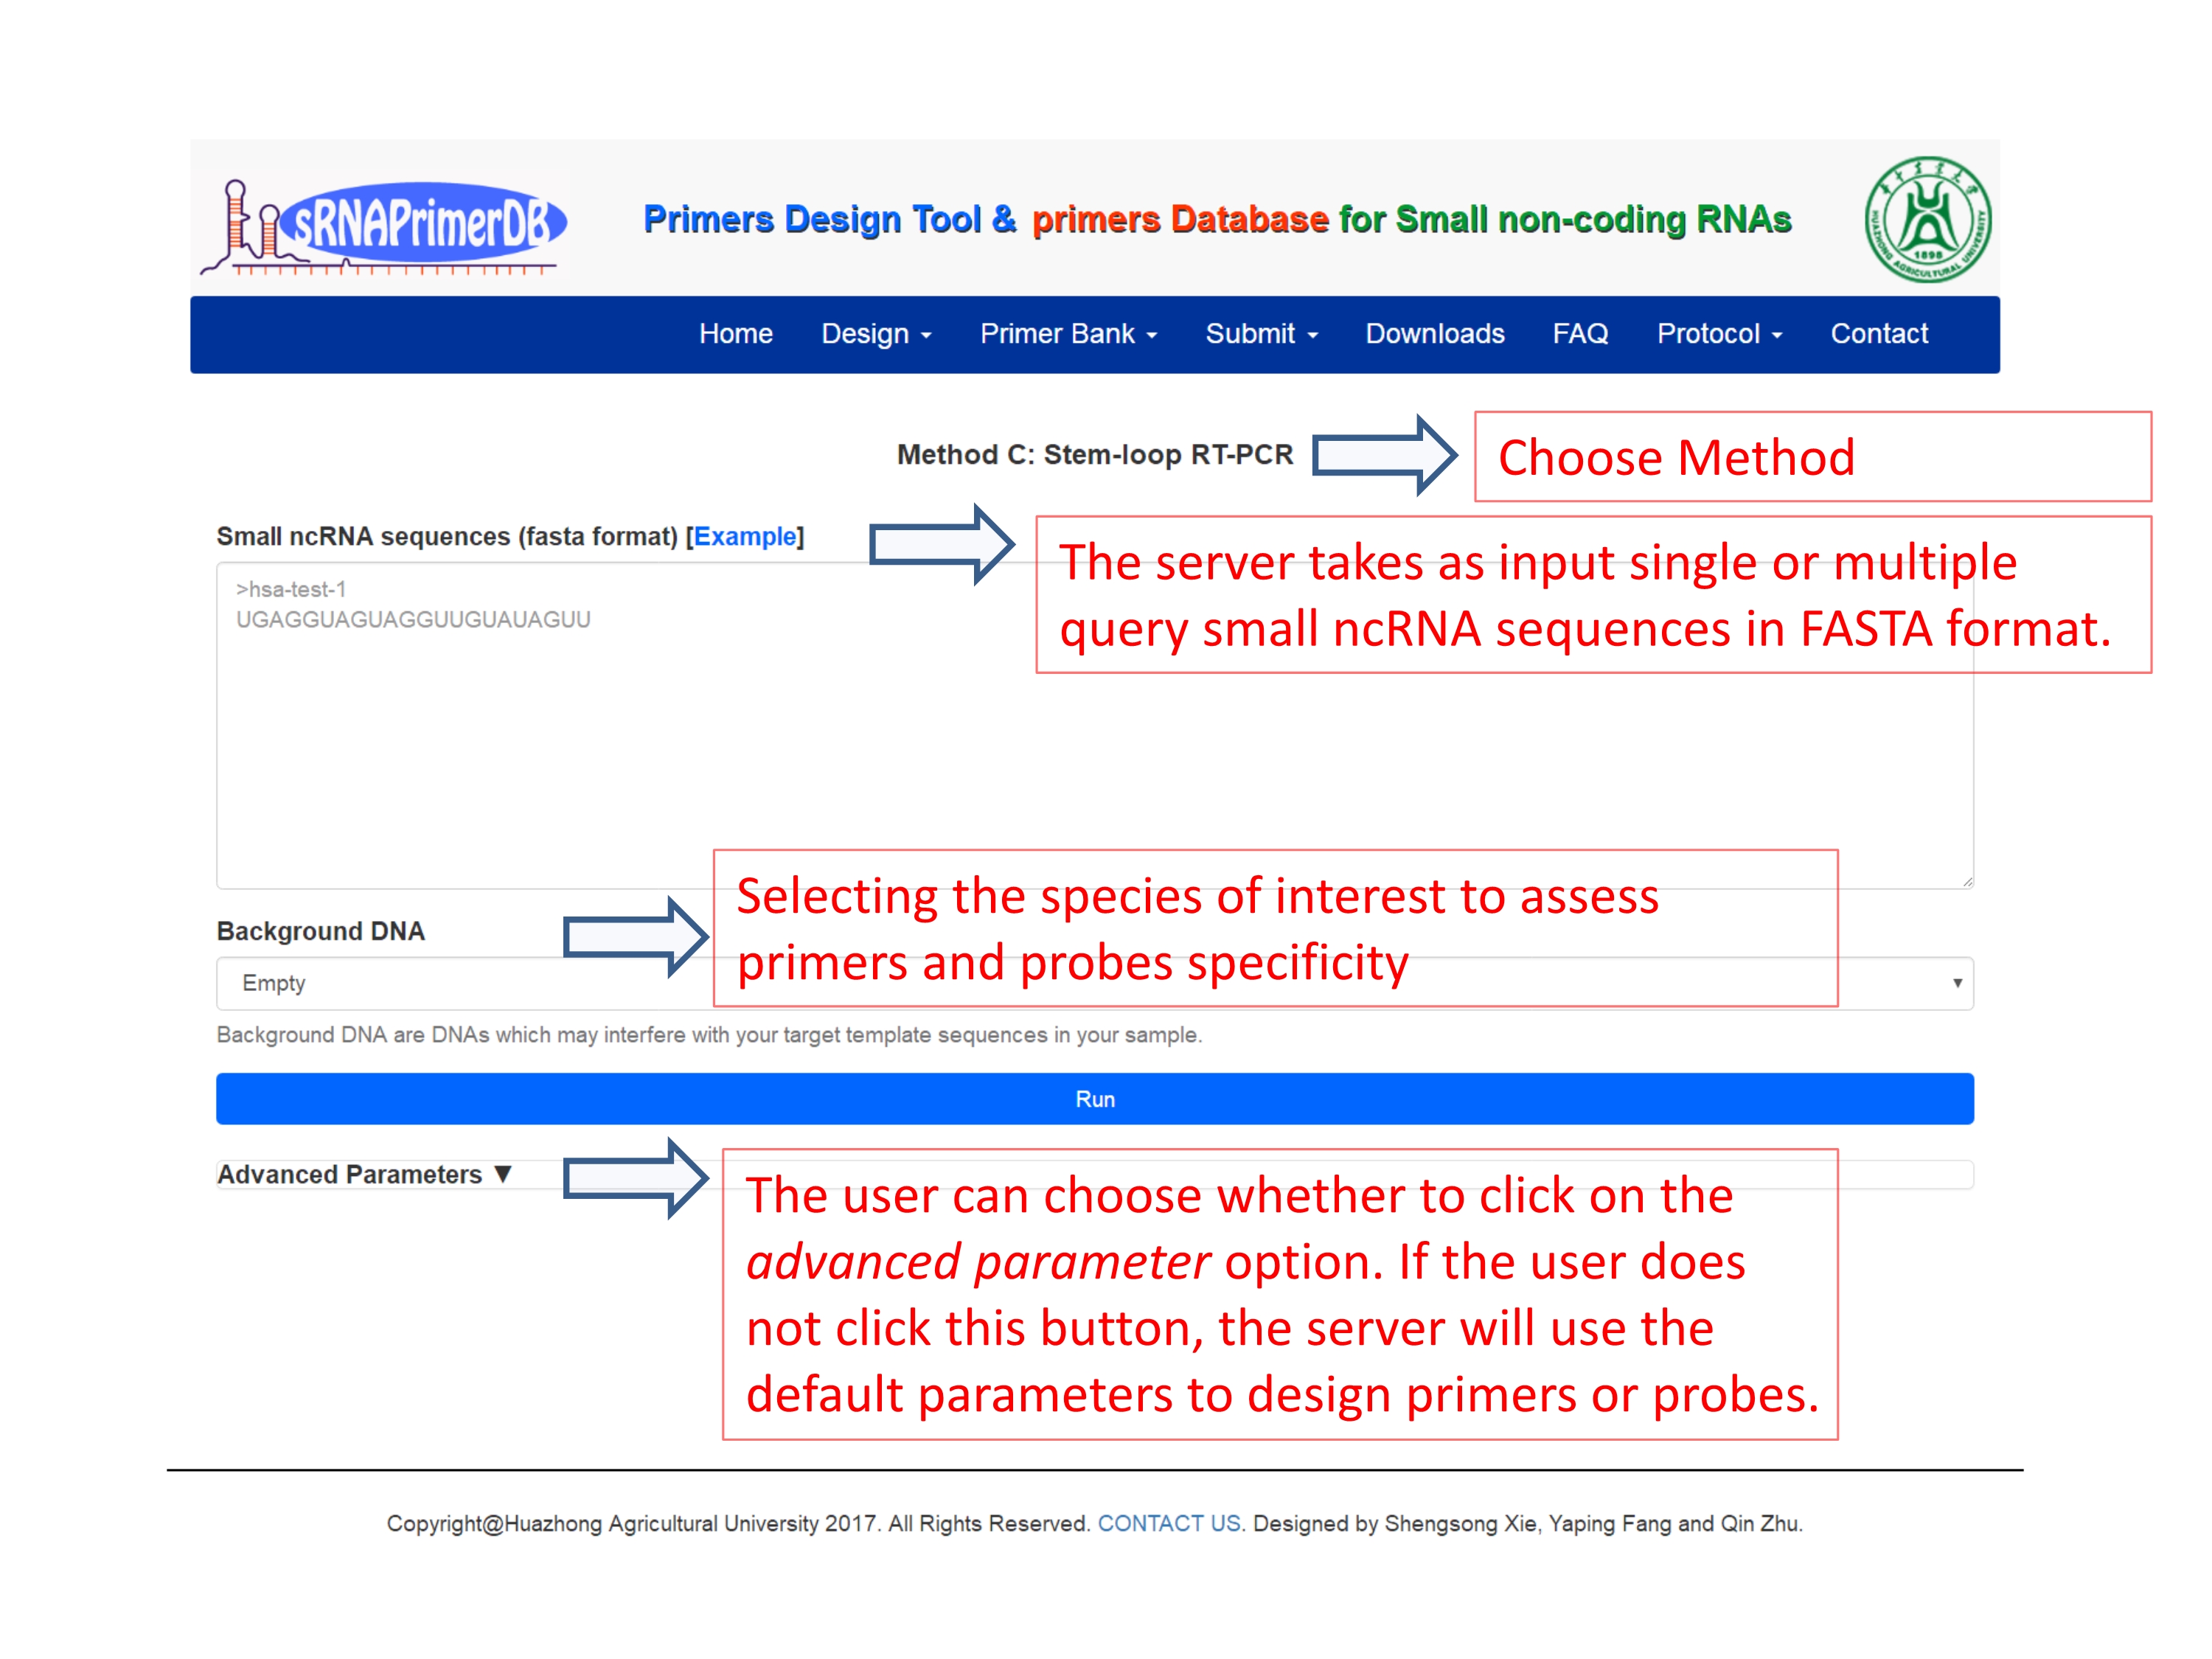 sRNAPrimerDB
Primers Design Tool & primers Database for Small non-coding RNAs
HUAZHONG AGRICULTURAL UNIVERSITY
1898
Home Design Primer Bank Submit Downloads FAQ Protocol Contact
Method C: Stem-loop RT-PCR
Choose Method
Small ncRNA sequences (fasta format) [Example]
>hsa-test-1
UGAGGUAGUAGGUUGUAUAGUU
The server takes as input single or multiple
query small ncRNA sequences in FASTA format.
Selecting the species of interest to assess
primers and probes specificity
Background DNA
Empty
Background DNA are DNAs which may interfere with your target template sequences in your sample.
Run
Advanced Parameters ▼
The user can choose whether to click on the
advanced parameter option. If the user does
not click this button, the server will use the
default parameters to design primers or probes.
Copyright@Huazhong Agricultural University 2017. All Rights Reserved. CONTACT US. Designed by Shengsong Xie, Yaping Fang and Qin Zhu.